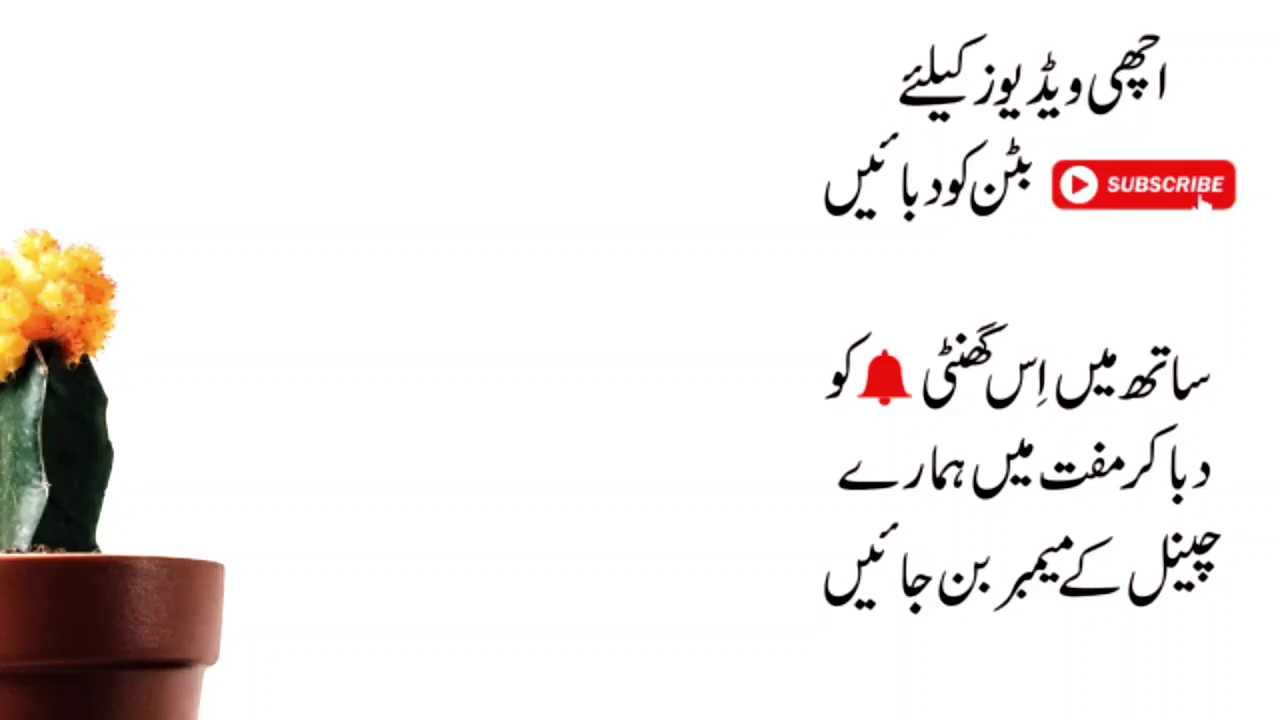 اچھی ویڈیوز کیلئے
SUBSCRIBE بٹن کو دبائیں
ساتھ میں اِس گھنٹی کو
دبا کر مفت میں ہمارے
چینل کے میمبر بن جائیں